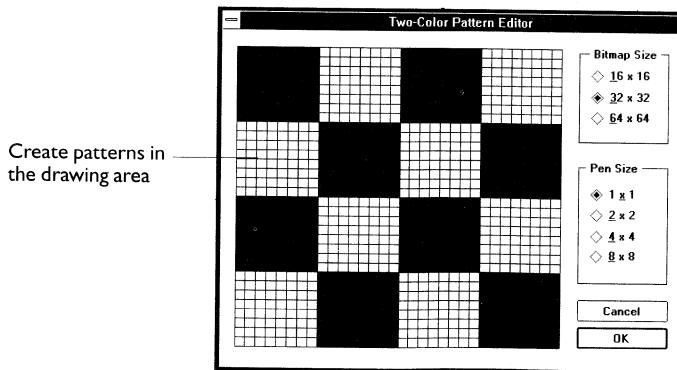 Two-Color Pattern Editor
Create patterns in
the drawing area
Bitmap Size
16 x 16
32 x 32
64 x 64
Pen Size
1 x 1
2 x 2
4 x 4
8 x 8
Cancel
OK